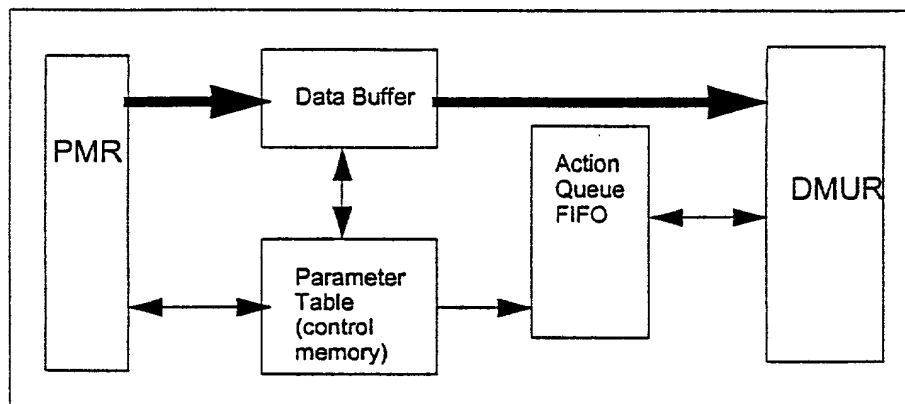 PMR
Data Buffer
Action
Queue
FIFO
DMUR
Parameter
Table
(control
memory)